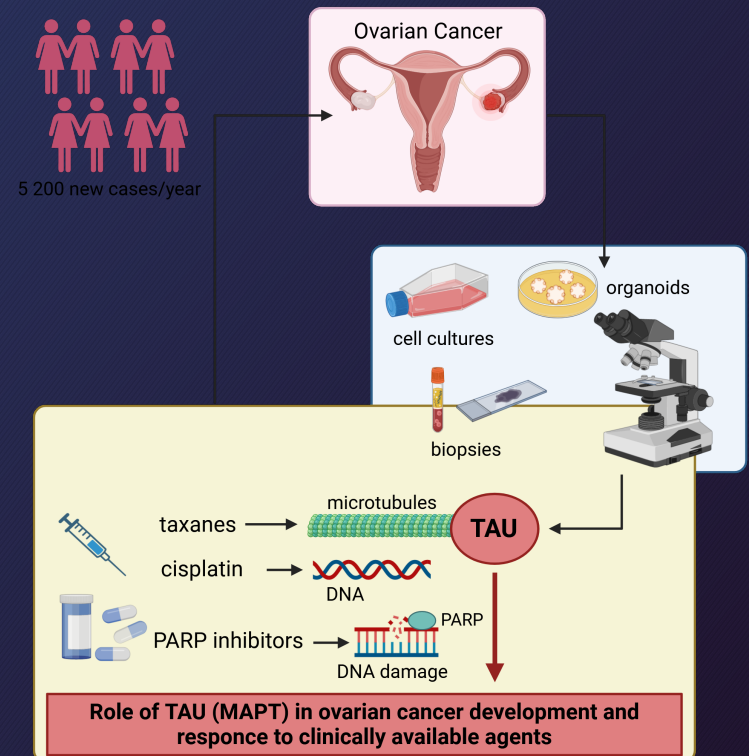 Ovarian Cancer
5 200 new cases/year
organoids
cell cultures
biopsies
microtubules
taxanes
TAU
cisplatin
DNA
PARP
PARP inhibitors
DNA damage
Role of TAU (MAPT) in ovarian cancer development and
responce to clinically available agents